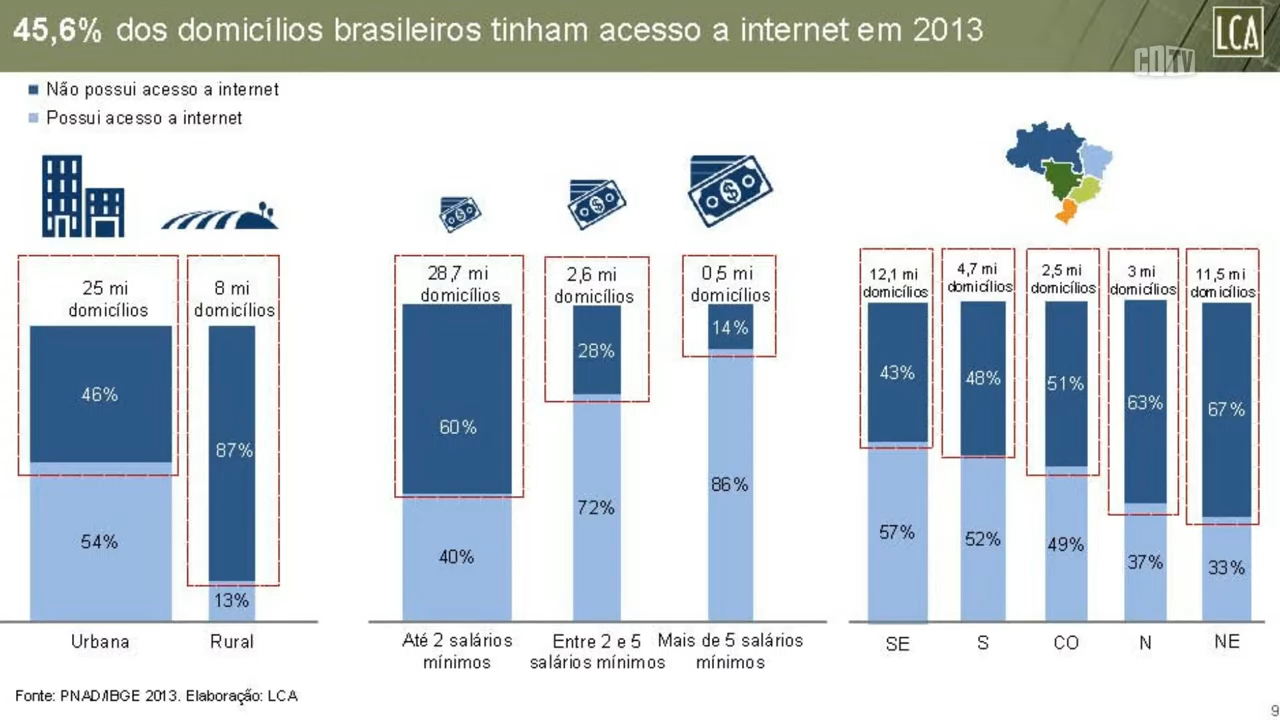 45,6% dos domicílios brasileiros tinham acesso a internet em 2013
LCA
CDTV
Não possui acesso a internet
Possui acesso a internet
25 mi
domicílios
8 mi
domicílios
46%
87%
54%
13%
Urbana
Rural
28,7 mi
domicílios
2,6 mi
domicílios
0,5 mi
domicílios
60%
28%
14%
40%
72%
86%
Até 2 salários
mínimos
Entre 2 e 5
salários mínimos
Mais de 5 salários
mínimos
12,1 mi
domicílios
4,7 mi
domicílios
2,5 mi
domicílios
3 mi
domicílios
11,5 mi
domicílios
43%
48%
51%
63%
67%
57%
52%
49%
37%
33%
SE
S
CO
N
NE
Fonte: PNAD/IBGE 2013. Elaboração: LCA
9